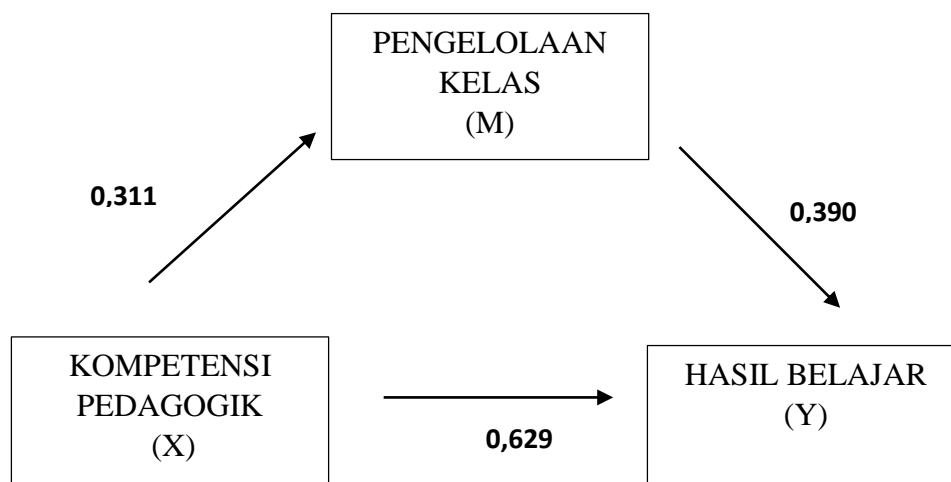 PENGELOLAAN
KELAS
(M)
0,311
0,390
KOMPETENSI
PEDAGOGIK
(X)
0,629
HASIL BELAJAR
(Y)